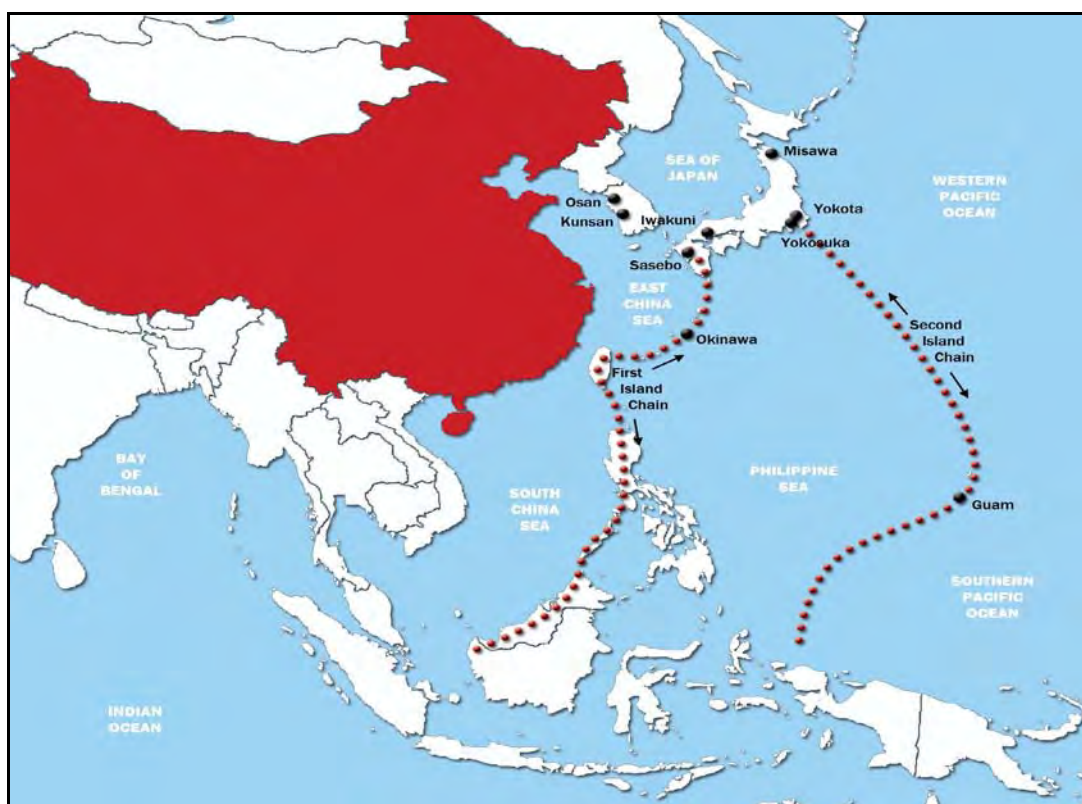 SEA OF
JAPAN
Misawa
WESTERN
PACIFIC
OCEAN
Osan
Kunsan
Iwakuni
Yokota
Yokosuka
Sasebo
EAST
CHINA
SEA
Okinawa
Second
Island
Chain
First
Island
Chain
BAY
OF
BENGAL
SOUTH
CHINA
SEA
PHILIPPINE
SEA
Guam
SOUTHERN
PACIFIC
OCEAN
INDIAN
OCEAN